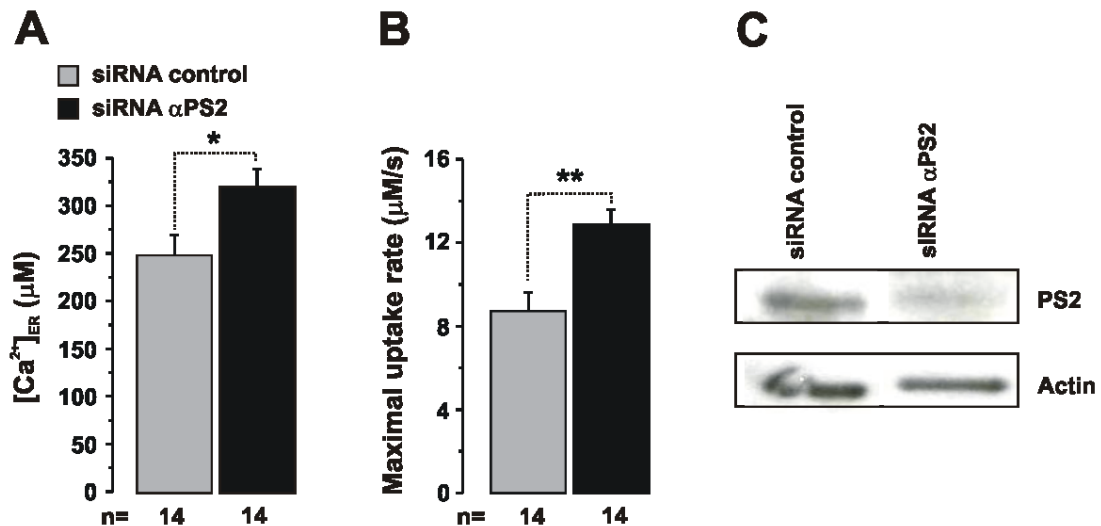 A
siRNA control
siRNA αPS2
*
[Ca²⁺]ER (µM)
350
300
250
200
150
100
50
0
n= 14 14
B
**
Maximal uptake rate (µM/s)
16
12
8
4
0
n= 14 14
C
siRNA control
siRNA αPS2
PS2
Actin